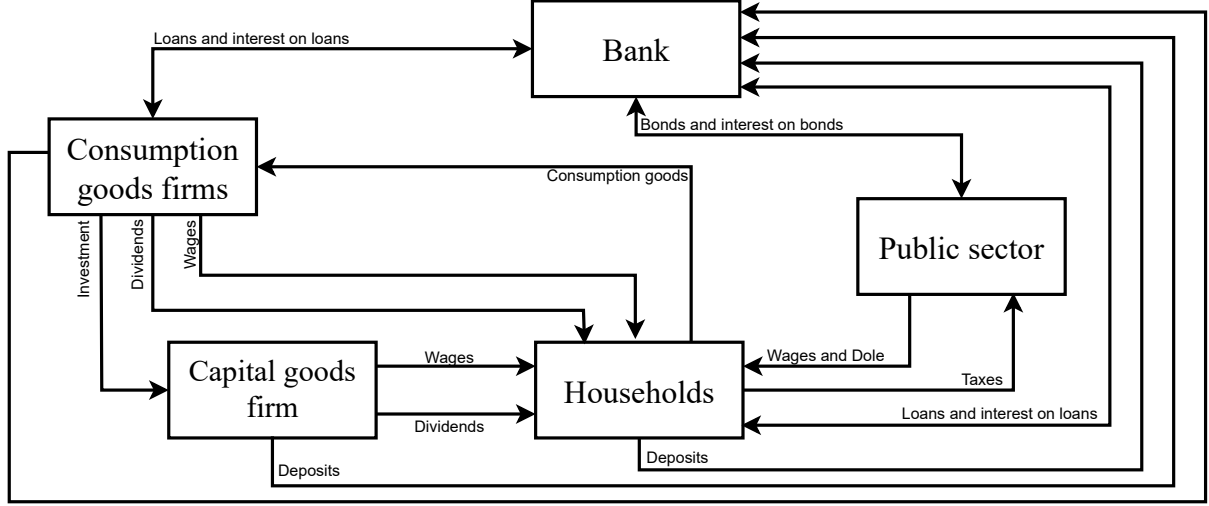 Loans and interest on loans
Bank
Bonds and interest on bonds
Consumption
goods firms
Consumption goods
Public sector
Investment
Dividends
Wages
Capital goods
firm
Wages
Dividends
Households
Wages and Dole
Taxes
Loans and interest on loans
Deposits
Deposits